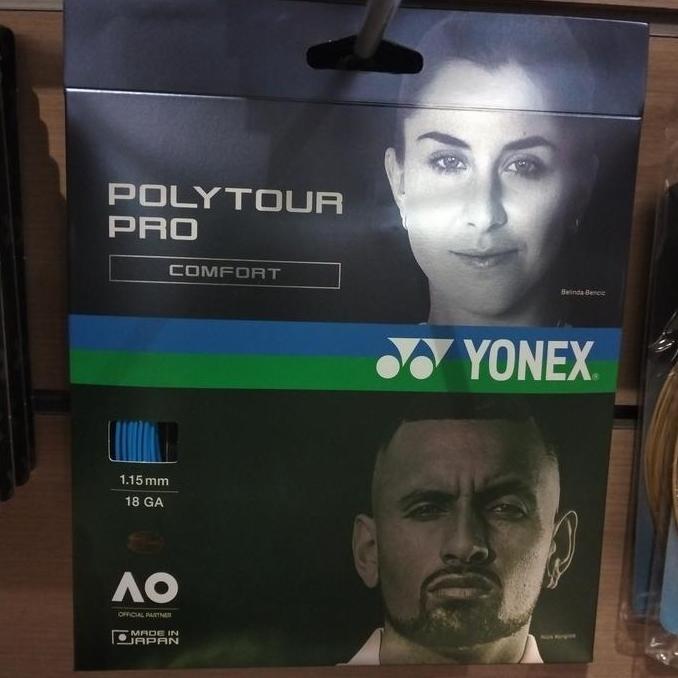 POLYTOUR
PRO
COMFORT
Belinda Bencic
YONEX®
1.15mm
18 GA
AO
OFFICIAL PARTNER
MADE IN
JAPAN
Nick Kyrgios